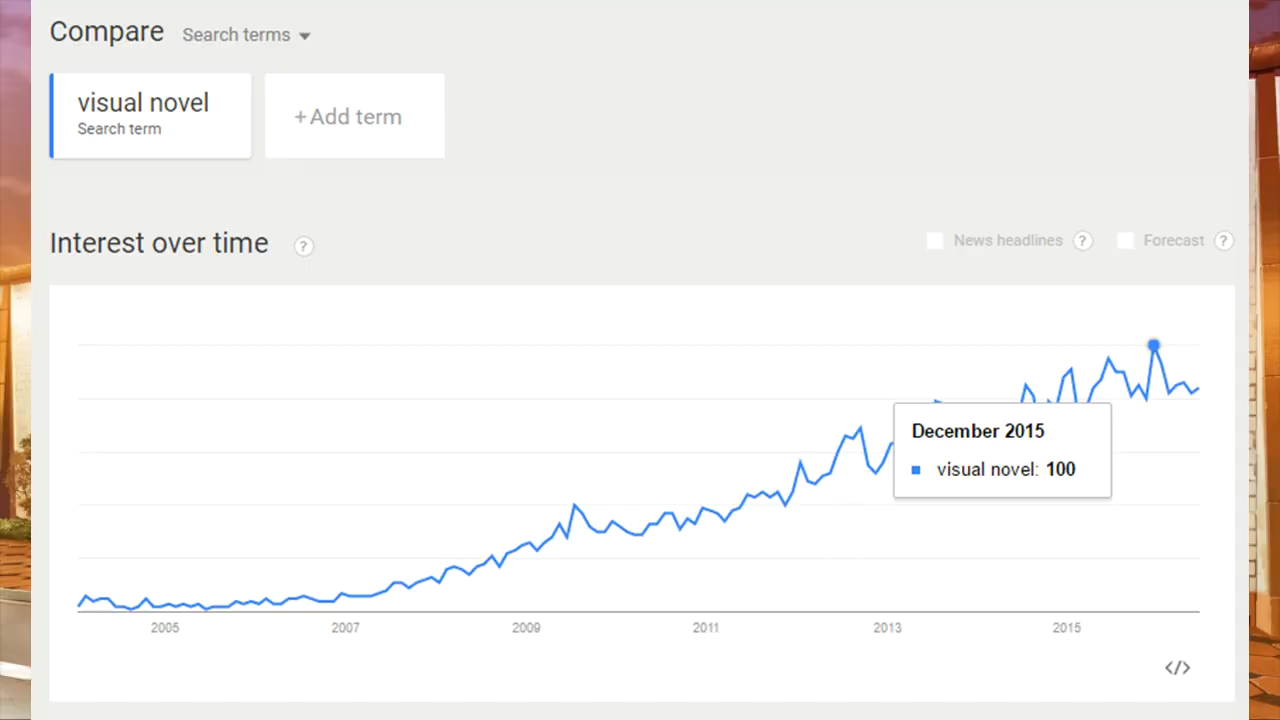 Compare Search terms
visual novel
Search term
+ Add term
Interest over time ?
News headlines ? Forecast ?
December 2015
visual novel: 100
2005 2007 2009 2011 2013 2015
</>